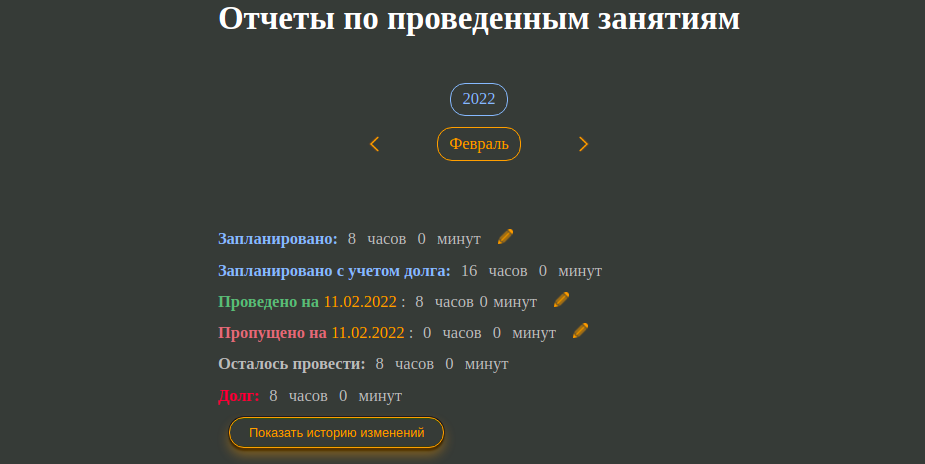 Отчеты по проведенным занятиям
2022
Февраль
Запланировано: 8 часов 0 минут
Запланировано с учетом долга: 16 часов 0 минут
Проведено на 11.02.2022 : 8 часов 0 минут
Пропущено на 11.02.2022 : 0 часов 0 минут
Осталось провести: 8 часов 0 минут
Долг: 8 часов 0 минут
Показать историю изменений